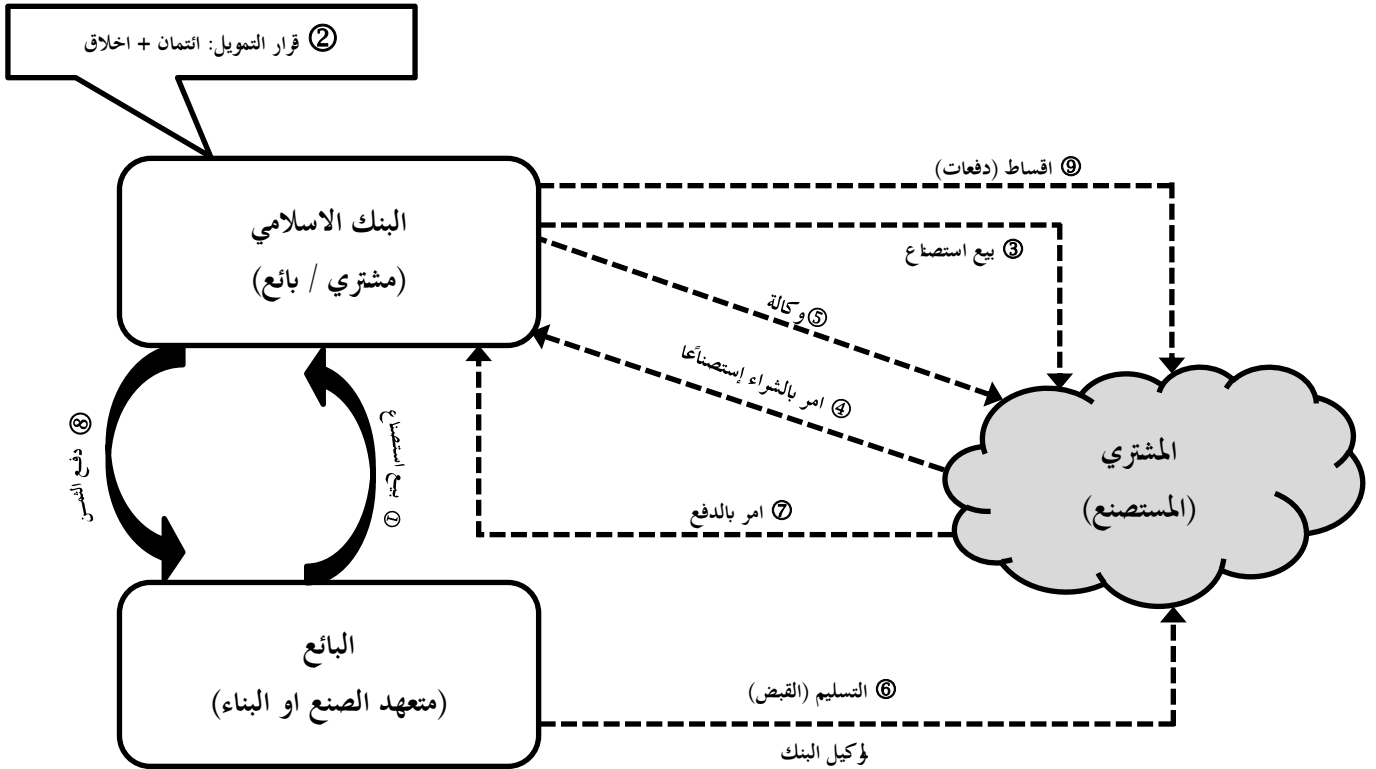 ② قرار التمويل: ائتمان + اخلاق
البنك الاسلامي
(مشتري / بائع)
⑨ اقساط (دفعات)
③ بيع استصناع
⑤ وكالة
④ امر بالشراء إستصناعًا
⑦ امر بالدفع
المشتري
(المستصنع)
⑧ دفع الثمن
① بيع استصناع
البائع
(متعهد الصنع او البناء)
⑥ التسليم (القبض)
لوكيل البنك